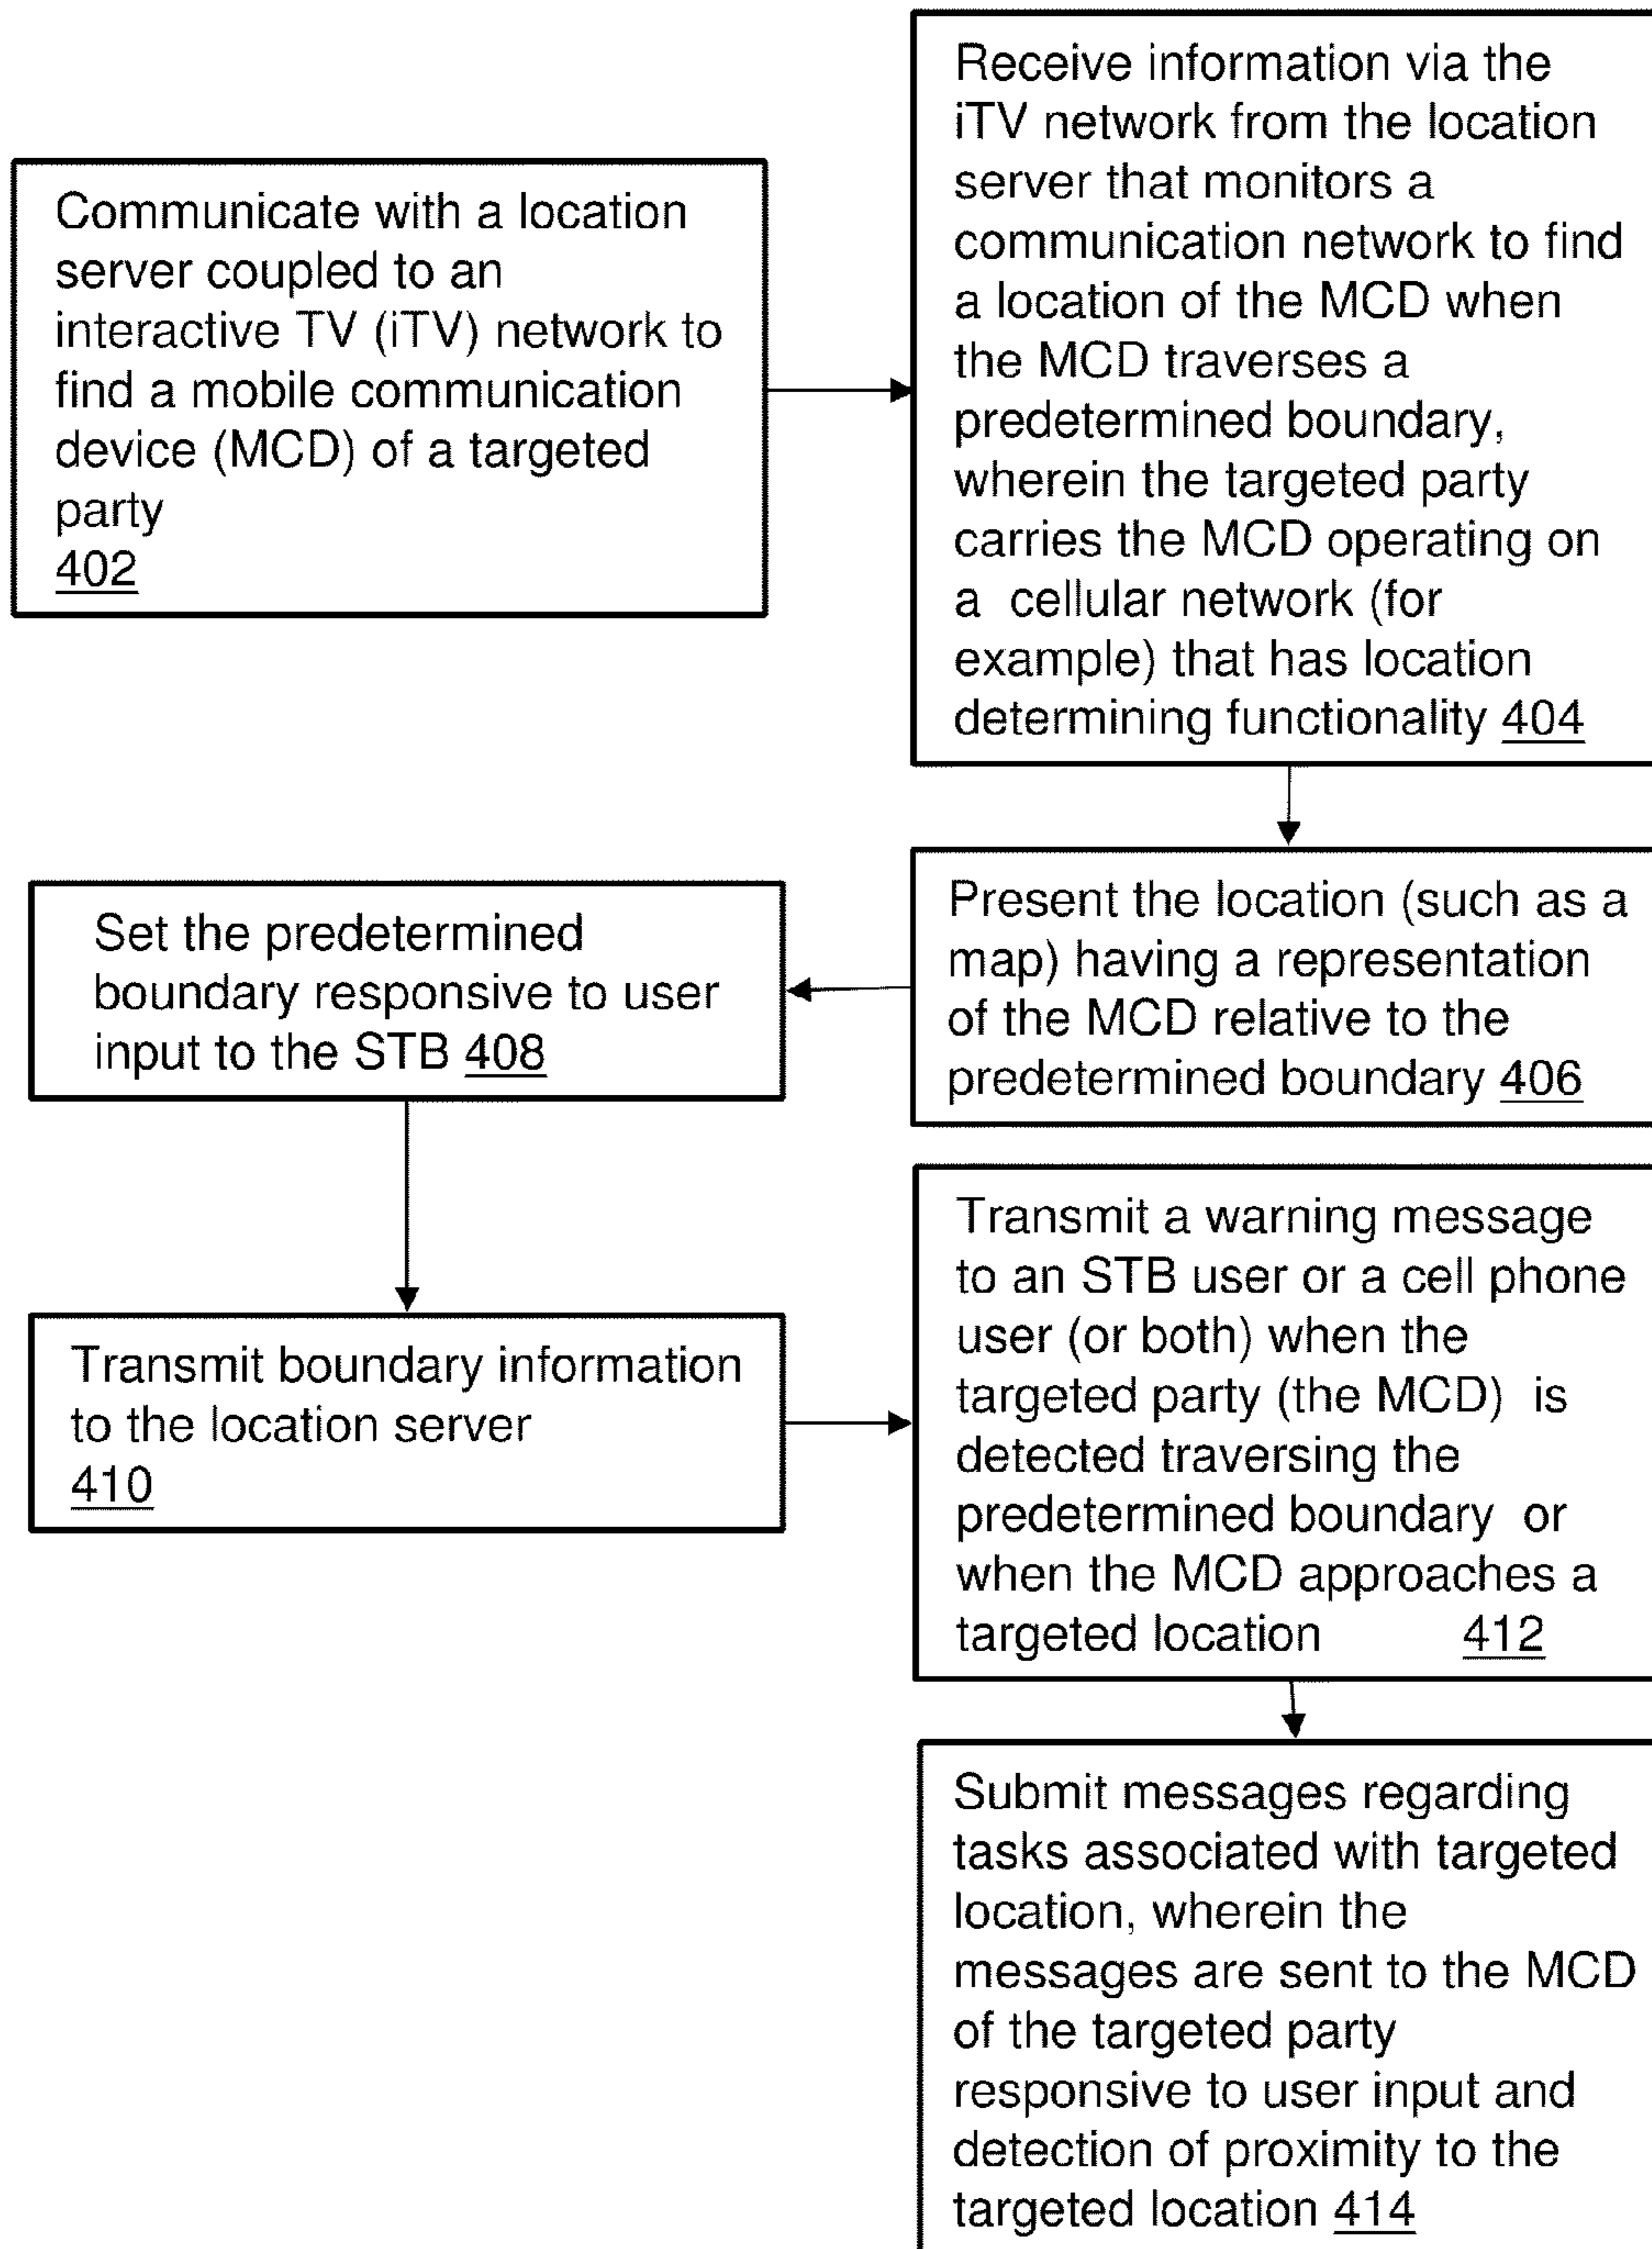 Communicate with a location
server coupled to an
interactive TV (iTV) network to
find a mobile communication
device (MCD) of a targeted
party
402
Receive information via the
iTV network from the location
server that monitors a
communication network to find
a location of the MCD when
the MCD traverses a
predetermined boundary,
wherein the targeted party
carries the MCD operating on
a cellular network (for
example) that has location
determining functionality 404
Present the location (such as a
map) having a representation
of the MCD relative to the
predetermined boundary 406
Set the predetermined
boundary responsive to user
input to the STB 408
Transmit boundary information
to the location server
410
Transmit a warning message
to an STB user or a cell phone
user (or both) when the
targeted party (the MCD) is
detected traversing the
predetermined boundary or
when the MCD approaches a
targeted location 412
Submit messages regarding
tasks associated with targeted
location, wherein the
messages are sent to the MCD
of the targeted party
responsive to user input and
detection of proximity to the
targeted location 414